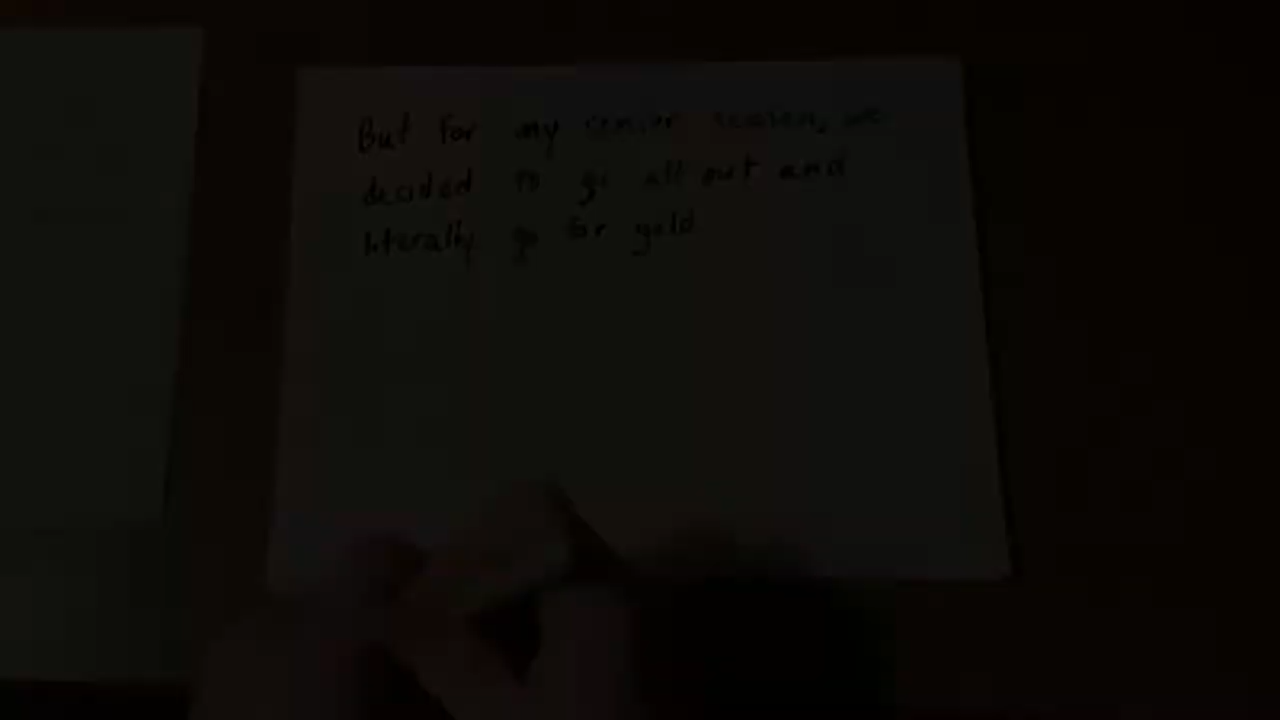 But for my senior season, we
decided to go all out and
literally go for gold